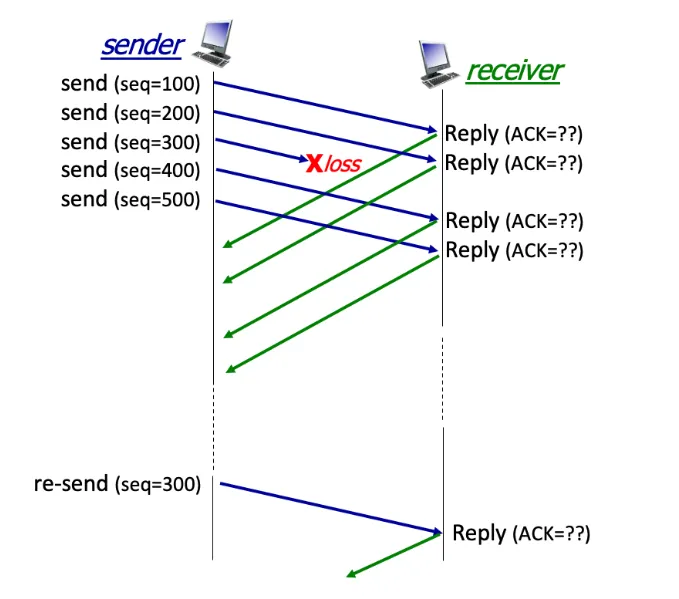 sender
receiver
send (seq=100)
send (seq=200)
Reply (ACK=??)
send (seq=300)
X loss
Reply (ACK=??)
send (seq=400)
send (seq=500)
Reply (ACK=??)
Reply (ACK=??)
re-send (seq=300)
Reply (ACK=??)